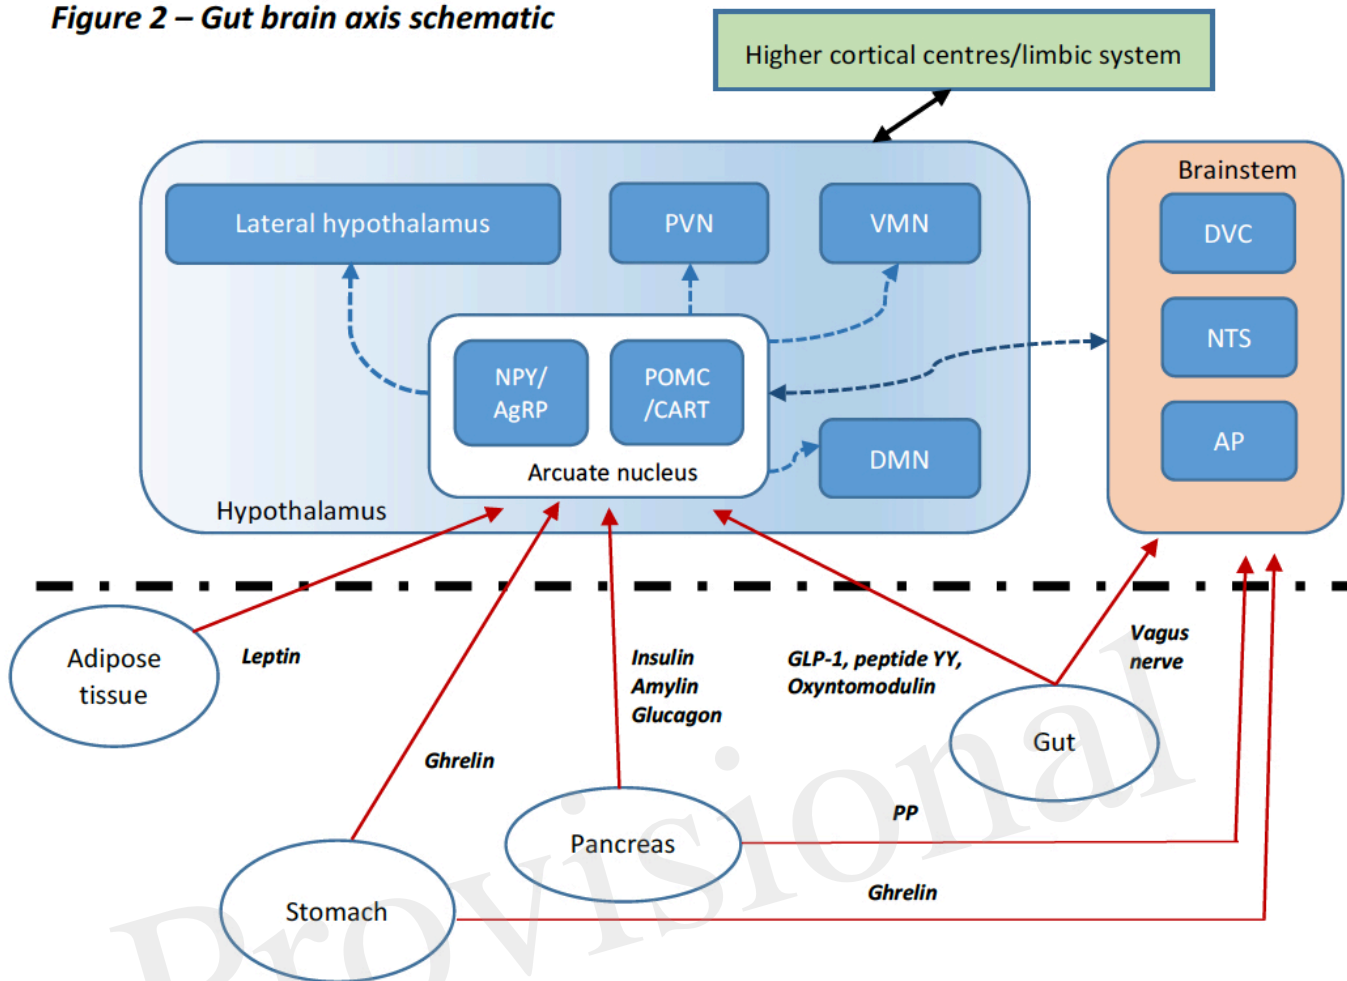 Figure 2 – Gut brain axis schematic
Higher cortical centres/limbic system
Brainstem
Lateral hypothalamus
PVN
VMN
DVC
NTS
AP
NPY/
AgRP
POMC
/CART
Arcuate nucleus
DMN
Hypothalamus
Adipose
tissue
Leptin
Ghrelin
Insulin
Amylin
Glucagon
GLP-1, peptide YY,
Oxyntomodulin
Vagus
nerve
Gut
PP
Pancreas
Ghrelin
Stomach
Provisional